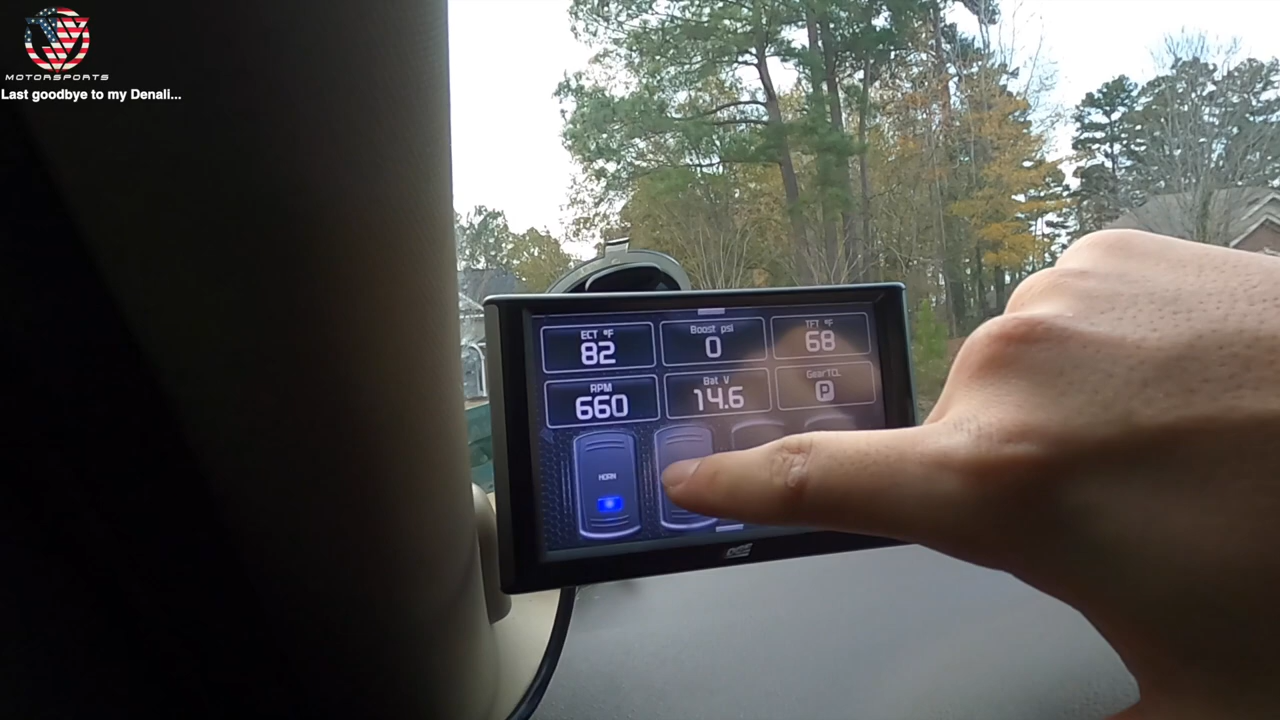 MOTORSPORTS
Last goodbye to my Denali...
ECT °F
82
Boost psi
0
TFT °F
68
RPM
660
Bat V
14.6
GearTCL
P
HORN